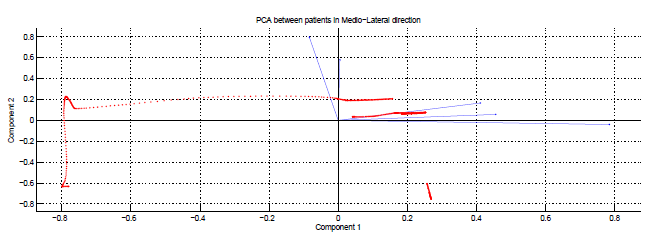 PCA between patients in Medio-Lateral direction
0.8
0.6
0.4
0.2
0
−0.2
−0.4
−0.6
−0.8
Component 2
−0.8 −0.6 −0.4 −0.2 0 0.2 0.4 0.6 0.8
Component 1